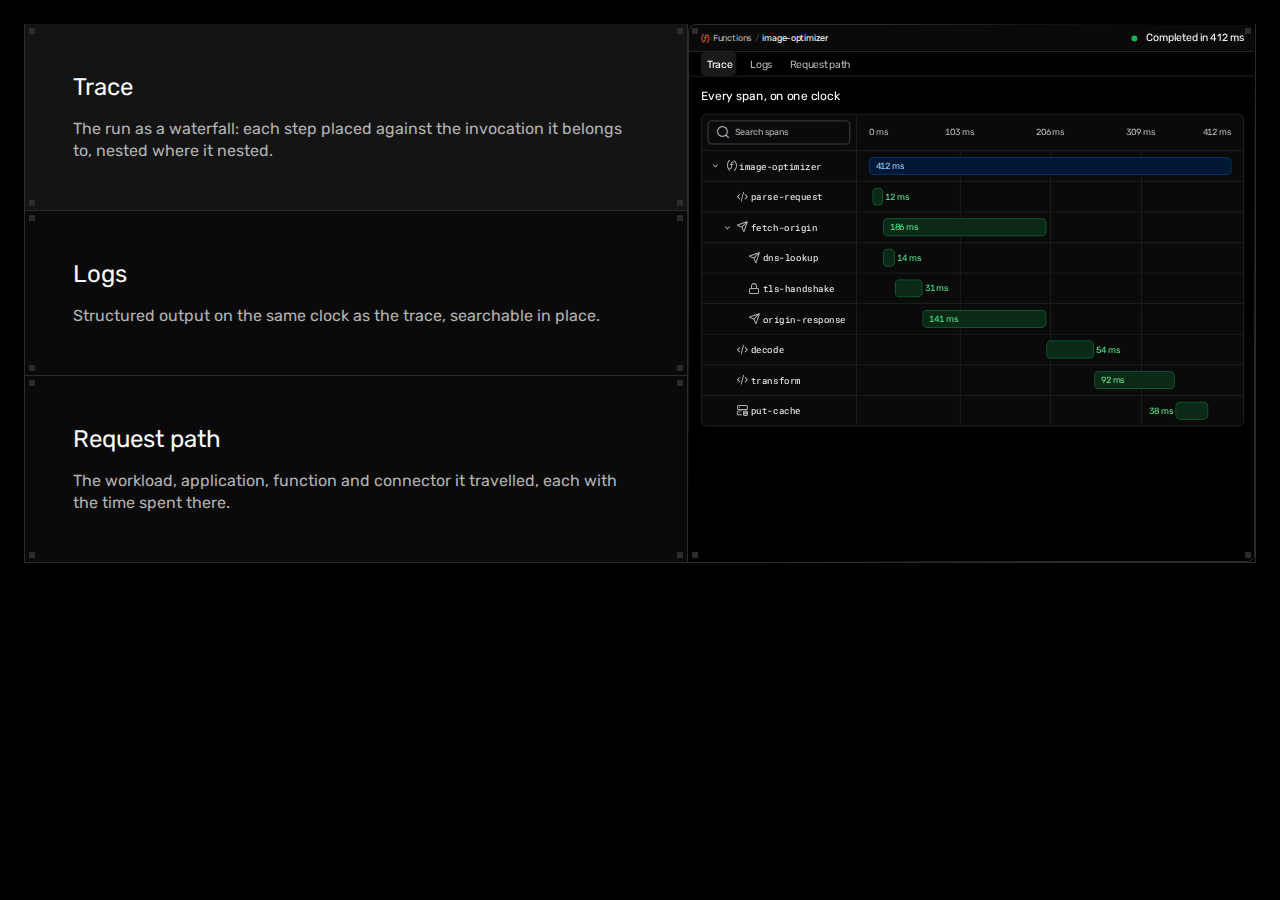 Trace
The run as a waterfall: each step placed against the invocation it belongs
to, nested where it nested.
Logs
Structured output on the same clock as the trace, searchable in place.
Request path
The workload, application, function and connector it travelled, each with
the time spent there.
Functions / image-optimizer
Completed in 412 ms
Trace Logs Request path
Every span, on one clock
Search spans
0 ms 103 ms 206 ms 309 ms 412 ms
image-optimizer 412 ms
parse-request 12 ms
fetch-origin 186 ms
dns-lookup 14 ms
tls-handshake 31 ms
origin-response 141 ms
decode 54 ms
transform 92 ms
put-cache 38 ms